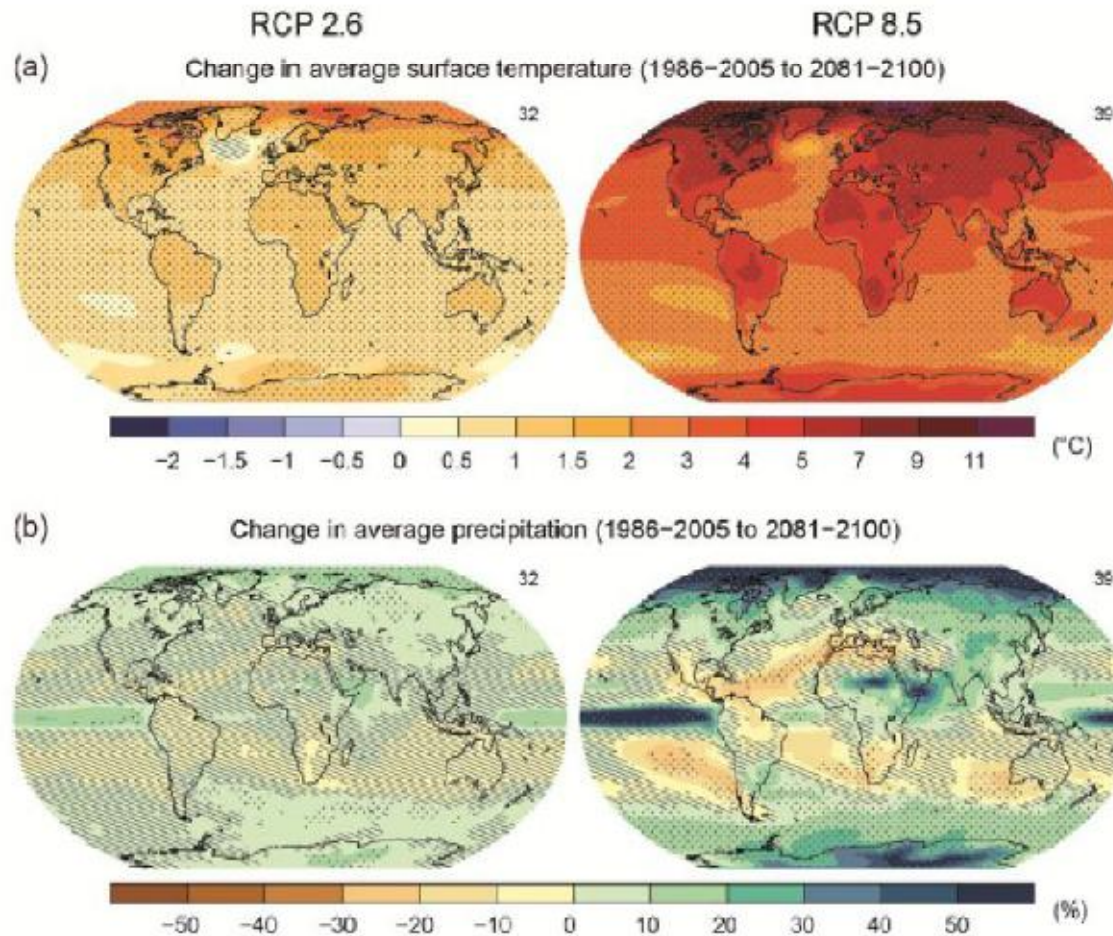 RCP 2.6 RCP 8.5
(a) Change in average surface temperature (1986–2005 to 2081–2100)
32 39
−2 −1.5 −1 −0.5 0 0.5 1 1.5 2 3 4 5 7 9 11 (°C)
(b) Change in average precipitation (1986–2005 to 2081–2100)
32 39
−50 −40 −30 −20 −10 0 10 20 30 40 50 (%)